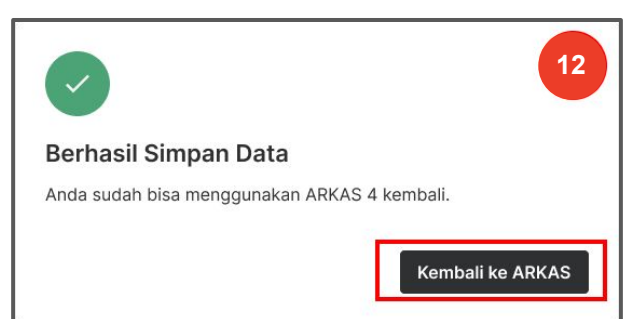 12
Berhasil Simpan Data
Anda sudah bisa menggunakan ARKAS 4 kembali.
Kembali ke ARKAS